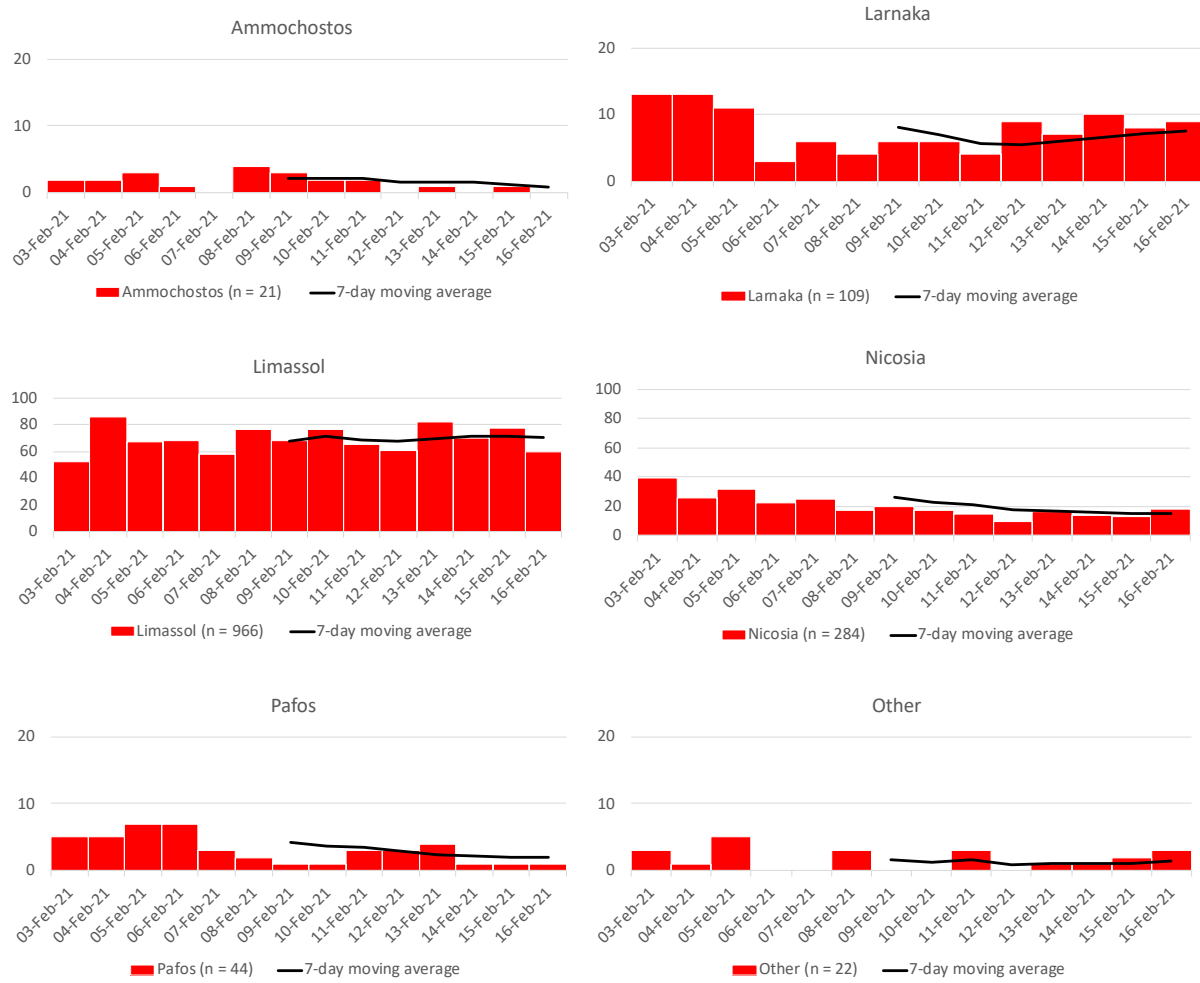 Ammochostos
20
10
0
03-Feb-21
04-Feb-21
05-Feb-21
06-Feb-21
07-Feb-21
08-Feb-21
09-Feb-21
10-Feb-21
11-Feb-21
12-Feb-21
13-Feb-21
14-Feb-21
15-Feb-21
16-Feb-21
Ammochostos (n = 21) 7-day moving average
Larnaka
20
10
0
03-Feb-21
04-Feb-21
05-Feb-21
06-Feb-21
07-Feb-21
08-Feb-21
09-Feb-21
10-Feb-21
11-Feb-21
12-Feb-21
13-Feb-21
14-Feb-21
15-Feb-21
16-Feb-21
Larnaka (n = 109) 7-day moving average
Limassol
100
80
60
40
20
0
03-Feb-21
04-Feb-21
05-Feb-21
06-Feb-21
07-Feb-21
08-Feb-21
09-Feb-21
10-Feb-21
11-Feb-21
12-Feb-21
13-Feb-21
14-Feb-21
15-Feb-21
16-Feb-21
Limassol (n = 966) 7-day moving average
Nicosia
100
80
60
40
20
0
03-Feb-21
04-Feb-21
05-Feb-21
06-Feb-21
07-Feb-21
08-Feb-21
09-Feb-21
10-Feb-21
11-Feb-21
12-Feb-21
13-Feb-21
14-Feb-21
15-Feb-21
16-Feb-21
Nicosia (n = 284) 7-day moving average
Pafos
20
10
0
03-Feb-21
04-Feb-21
05-Feb-21
06-Feb-21
07-Feb-21
08-Feb-21
09-Feb-21
10-Feb-21
11-Feb-21
12-Feb-21
13-Feb-21
14-Feb-21
15-Feb-21
16-Feb-21
Pafos (n = 44) 7-day moving average
Other
20
10
0
03-Feb-21
04-Feb-21
05-Feb-21
06-Feb-21
07-Feb-21
08-Feb-21
09-Feb-21
10-Feb-21
11-Feb-21
12-Feb-21
13-Feb-21
14-Feb-21
15-Feb-21
16-Feb-21
Other (n = 22) 7-day moving average